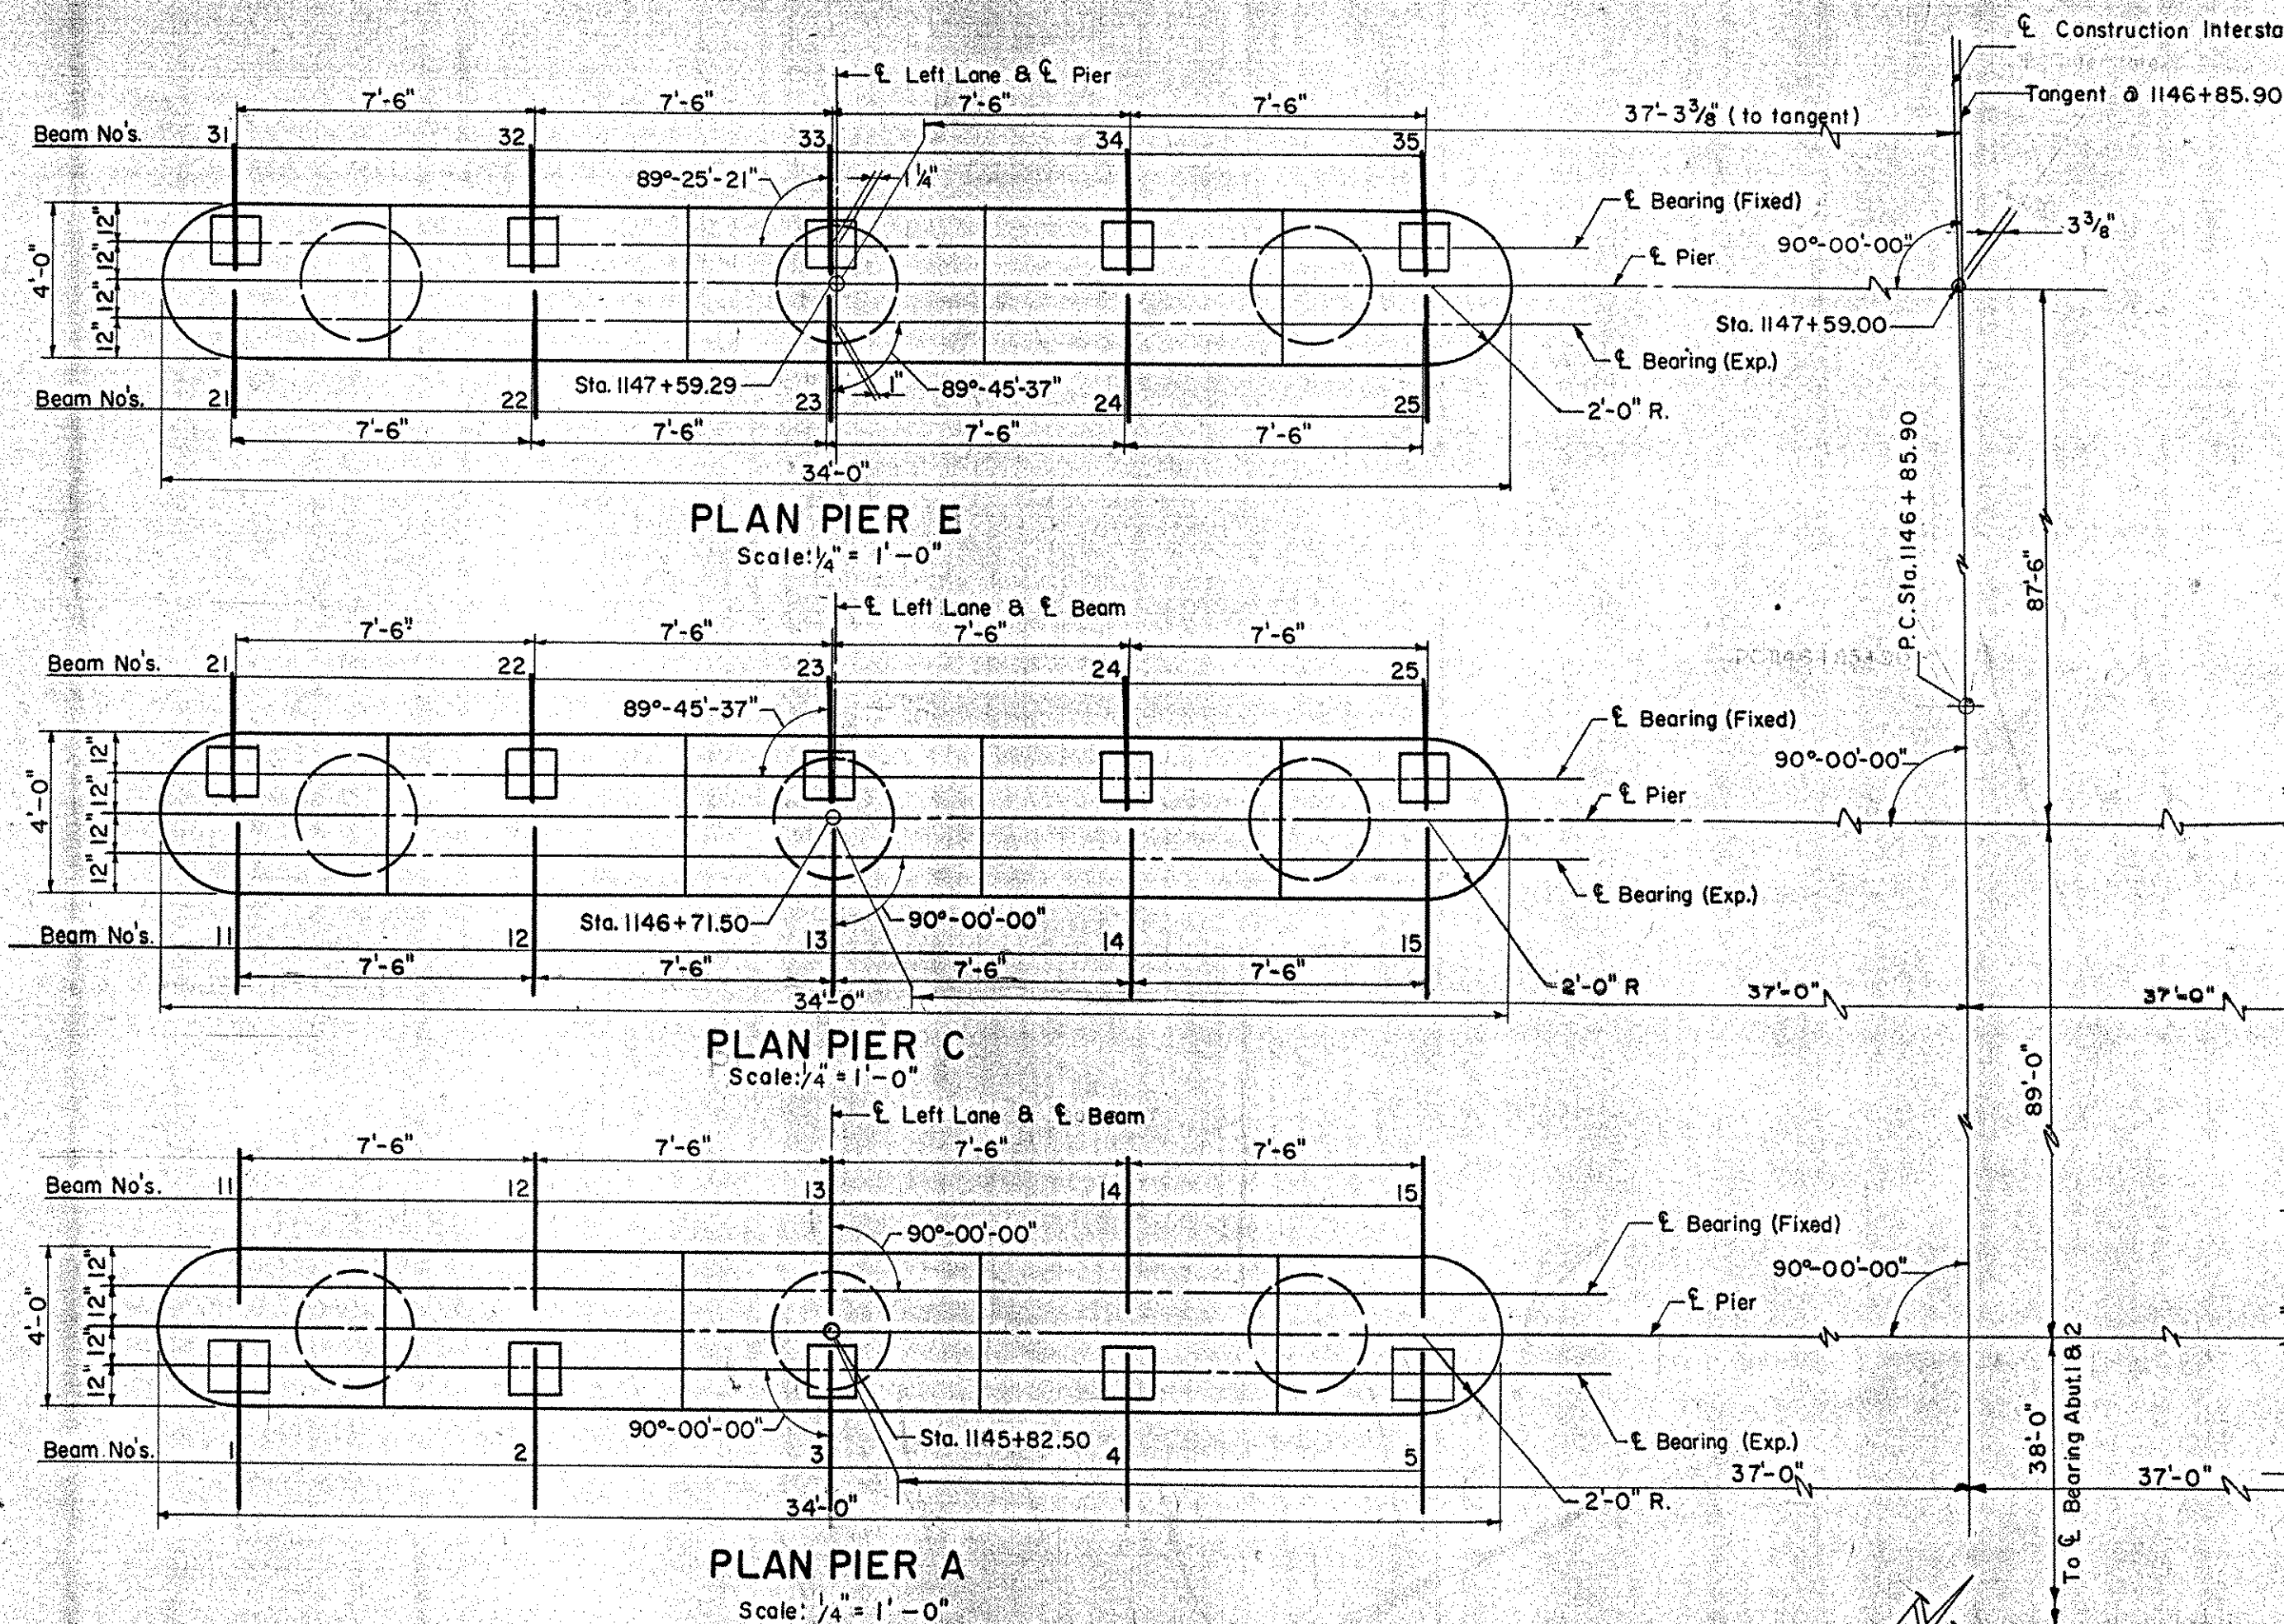 ℄ Construction Intersta
Tangent @ 1146+85.90
℄ Left Lane & ℄ Pier
7'-6" 7'-6" 7'-6" 7'-6"
37'-3 3/8" (to tangent)
Beam No's. 31 32 33 34 35
89°-25'-21" 1 1/4"
℄ Bearing (Fixed)
℄ Pier
90°-00'-00" 3 3/8"
4'-0" 12" 12" 12" 12"
Sta. 1147+59.00
℄ Bearing (Exp.)
Sta. 1147+59.29 1" 89°-45'-37"
2'-0" R.
Beam No's. 21 22 23 24 25
7'-6" 7'-6" 7'-6" 7'-6"
34'-0"
PLAN PIER E
Scale: 1/4" = 1'-0"
P.C. Sta. 1146+85.90
87'-6"
℄ Left Lane & ℄ Beam
7'-6" 7'-6" 7'-6" 7'-6"
Beam No's. 21 22 23 24 25
89°-45'-37"
℄ Bearing (Fixed)
90°-00'-00"
℄ Pier
4'-0" 12" 12" 12" 12"
℄ Bearing (Exp.)
Sta. 1146+71.50 90°-00'-00"
Beam No's. 11 12 13 14 15
7'-6" 7'-6" 7'-6" 7'-6"
2'-0" R 37'-0" 37'-0"
34'-0"
PLAN PIER C
Scale: 1/4" = 1'-0"
89'-0"
℄ Left Lane & ℄ Beam
7'-6" 7'-6" 7'-6" 7'-6"
Beam No's. 11 12 13 14 15
90°-00'-00"
℄ Bearing (Fixed)
90°-00'-00"
℄ Pier
4'-0" 12" 12" 12" 12"
90°-00'-00" Sta. 1145+82.50
℄ Bearing (Exp.)
Beam No's. 1 2 3 4 5
37'-0" 37'-0"
2'-0" R.
34'-0"
38'-0"
To ℄ Bearing Abut. 1 & 2
PLAN PIER A
Scale: 1/4" = 1'-0"